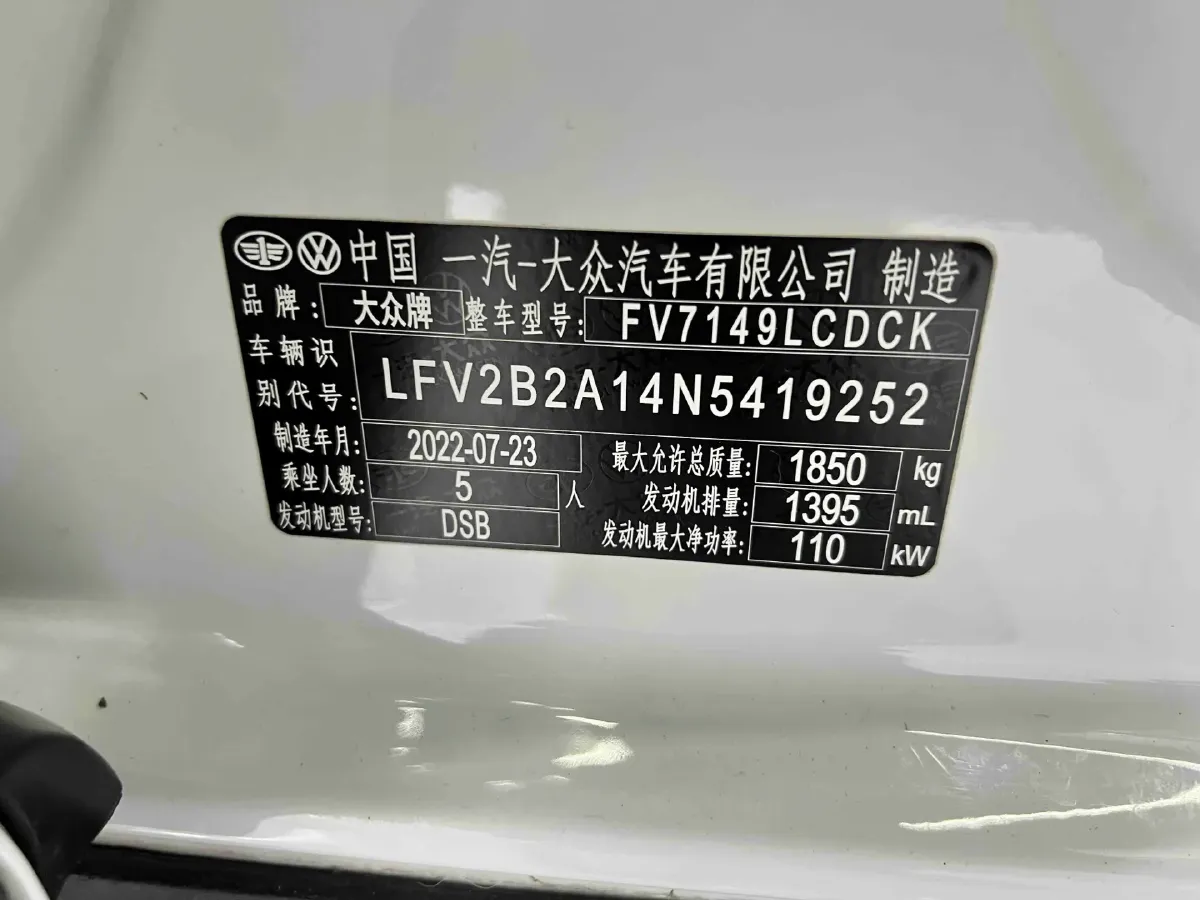 中国 一汽-大众汽车有限公司 制造
品牌: 大众牌 整车型号: FV7149LCDCK
车辆识别代号: LFV2B2A14N5419252
制造年月: 2022-07-23 最大允许总质量: 1850 kg
乘坐人数: 5 人 发动机排量: 1395 mL
发动机型号: DSB 发动机最大净功率: 110 kW